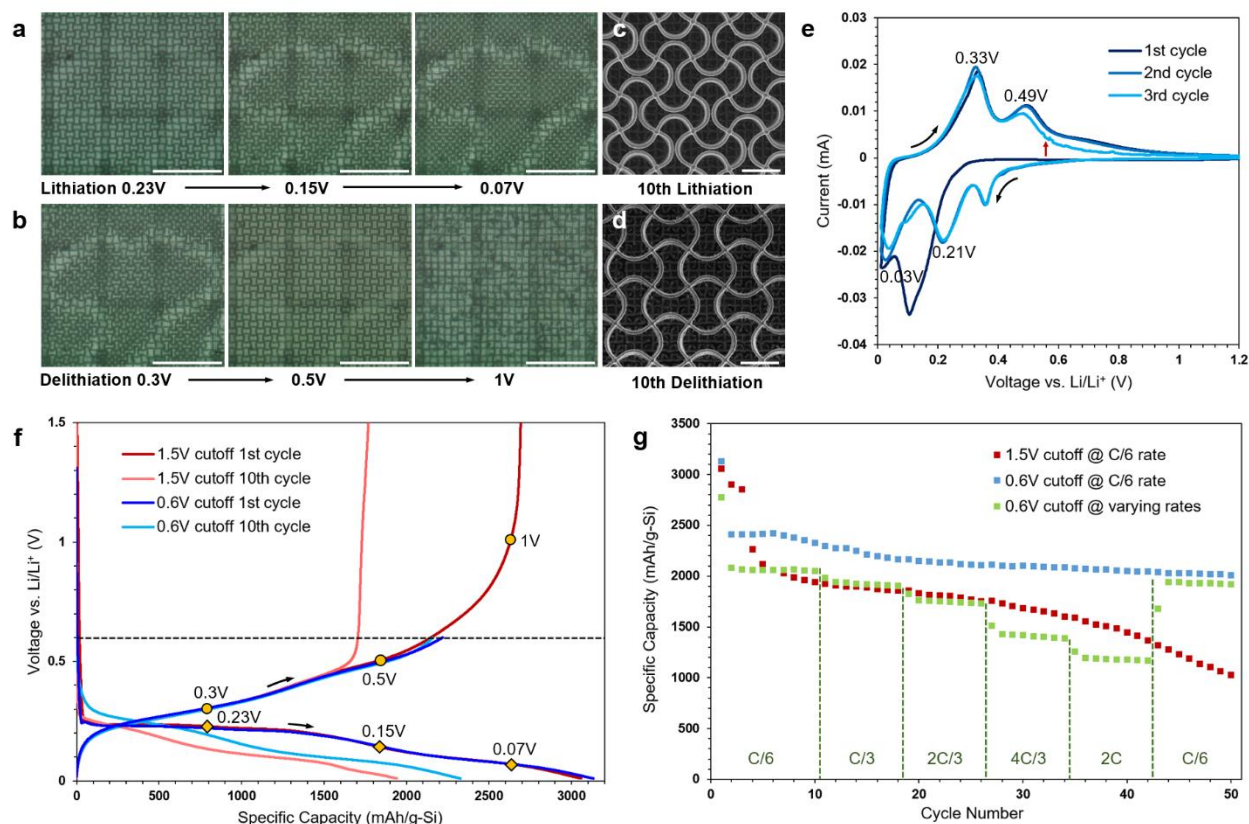 a
Lithiation 0.23V 0.15V 0.07V
b
Delithiation 0.3V 0.5V 1V
c
10th Lithiation
d
10th Delithiation
e
0.03
0.02
0.01
0.00
-0.01
-0.02
-0.03
-0.04
Current (mA)
0 0.2 0.4 0.6 0.8 1 1.2
Voltage vs. Li/Li⁺ (V)
1st cycle
2nd cycle
3rd cycle
0.33V
0.49V
0.21V
0.03V
f
1.5
1
0.5
0
Voltage vs. Li/Li⁺ (V)
0 500 1000 1500 2000 2500 3000
Specific Capacity (mAh/g-Si)
1.5V cutoff 1st cycle
1.5V cutoff 10th cycle
0.6V cutoff 1st cycle
0.6V cutoff 10th cycle
1V
0.5V
0.3V
0.23V
0.15V
0.07V
g
3500
3000
2500
2000
1500
1000
500
0
Specific Capacity (mAh/g-Si)
1.5V cutoff @ C/6 rate
0.6V cutoff @ C/6 rate
0.6V cutoff @ varying rates
C/6 C/3 2C/3 4C/3 2C C/6
0 10 20 30 40 50
Cycle Number